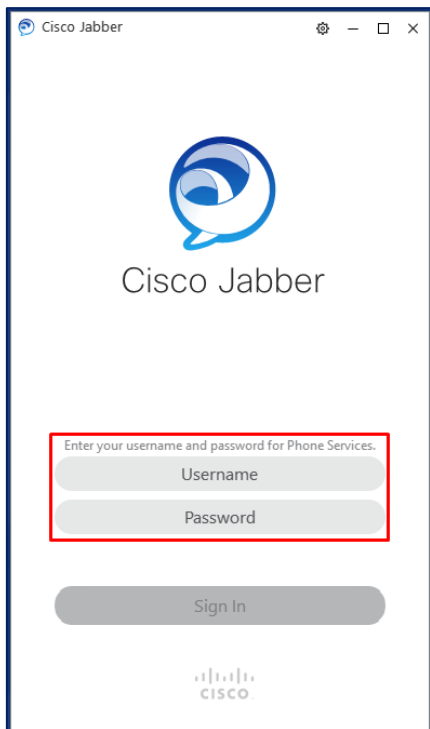 Cisco Jabber
Cisco Jabber
Enter your username and password for Phone Services.
Username
Password
Sign In
CISCO.